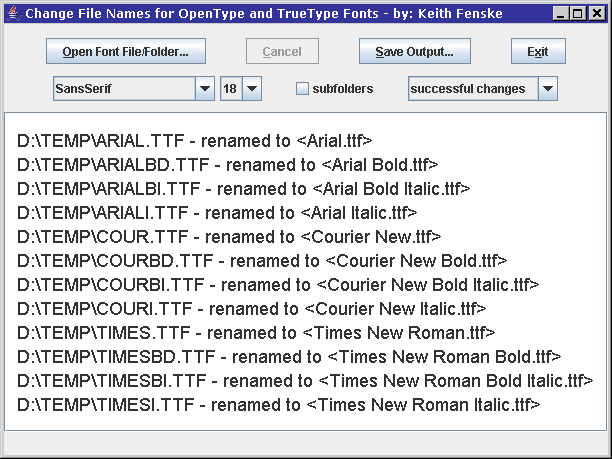 Change File Names for OpenType and TrueType Fonts - by: Keith Fenske
Open Font File/Folder... Cancel Save Output... Exit
SansSerif 18 subfolders successful changes
D:\TEMP\ARIAL.TTF - renamed to <Arial.ttf>
D:\TEMP\ARIALBD.TTF - renamed to <Arial Bold.ttf>
D:\TEMP\ARIALBI.TTF - renamed to <Arial Bold Italic.ttf>
D:\TEMP\ARIALI.TTF - renamed to <Arial Italic.ttf>
D:\TEMP\COUR.TTF - renamed to <Courier New.ttf>
D:\TEMP\COURBD.TTF - renamed to <Courier New Bold.ttf>
D:\TEMP\COURBI.TTF - renamed to <Courier New Bold Italic.ttf>
D:\TEMP\COURI.TTF - renamed to <Courier New Italic.ttf>
D:\TEMP\TIMES.TTF - renamed to <Times New Roman.ttf>
D:\TEMP\TIMESBD.TTF - renamed to <Times New Roman Bold.ttf>
D:\TEMP\TIMESBI.TTF - renamed to <Times New Roman Bold Italic.ttf>
D:\TEMP\TIMESI.TTF - renamed to <Times New Roman Italic.ttf>